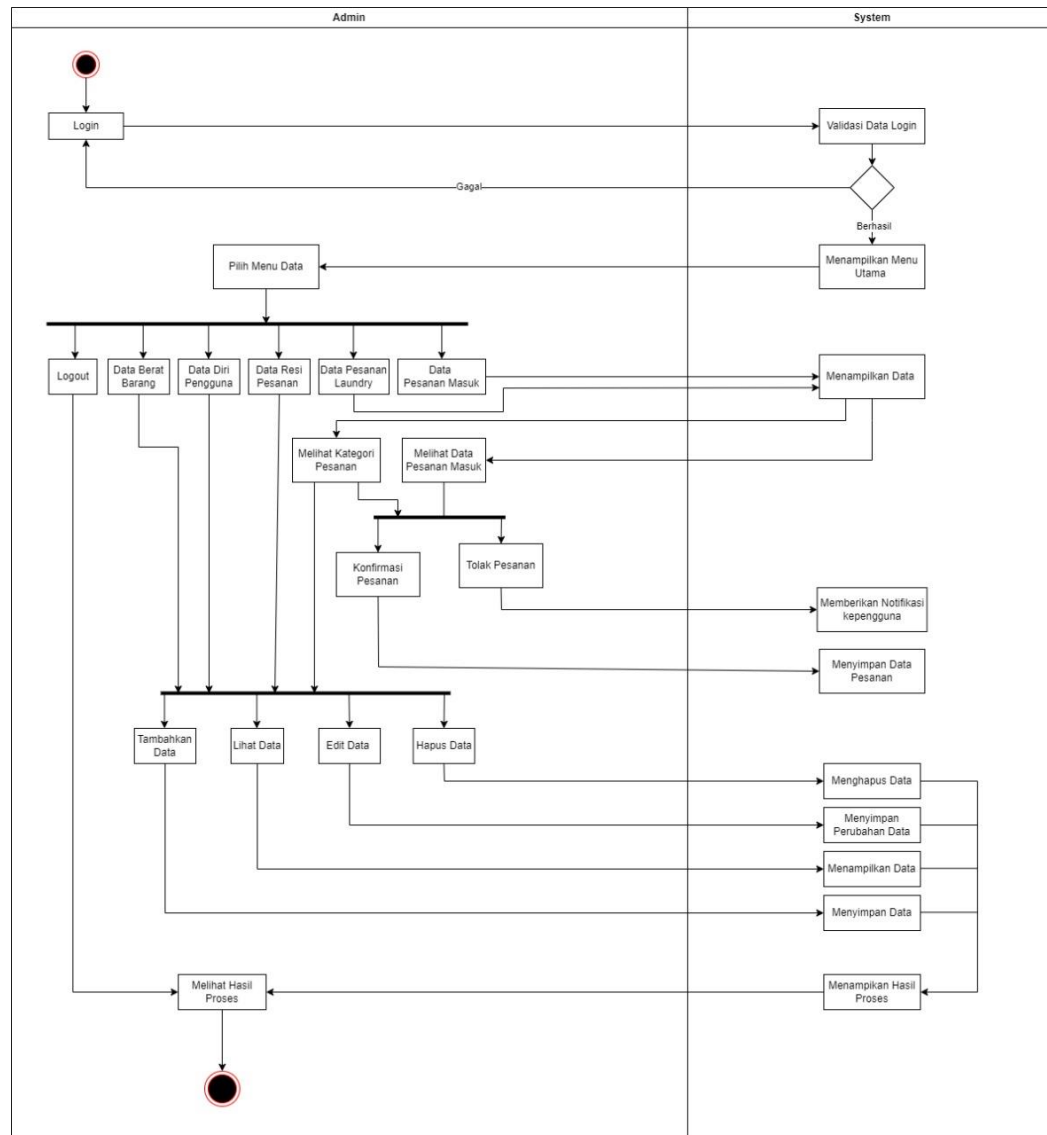 Admin
System
Login
Validasi Data Login
Gagal
Berhasil
Pilih Menu Data
Menampilkan Menu
Utama
Logout
Data Berat
Barang
Data Diri
Pengguna
Data Resi
Pesanan
Data Pesanan
Laundry
Data
Pesanan Masuk
Menampilkan Data
Melihat Kategori
Pesanan
Melihat Data
Pesanan Masuk
Konfirmasi
Pesanan
Tolak Pesanan
Memberikan Notifikasi
kepengguna
Menyimpan Data
Pesanan
Tambahkan
Data
Lihat Data
Edit Data
Hapus Data
Menghapus Data
Menyimpan
Perubahan Data
Menampilkan Data
Menyimpan Data
Melihat Hasil
Proses
Menampikan Hasil
Proses